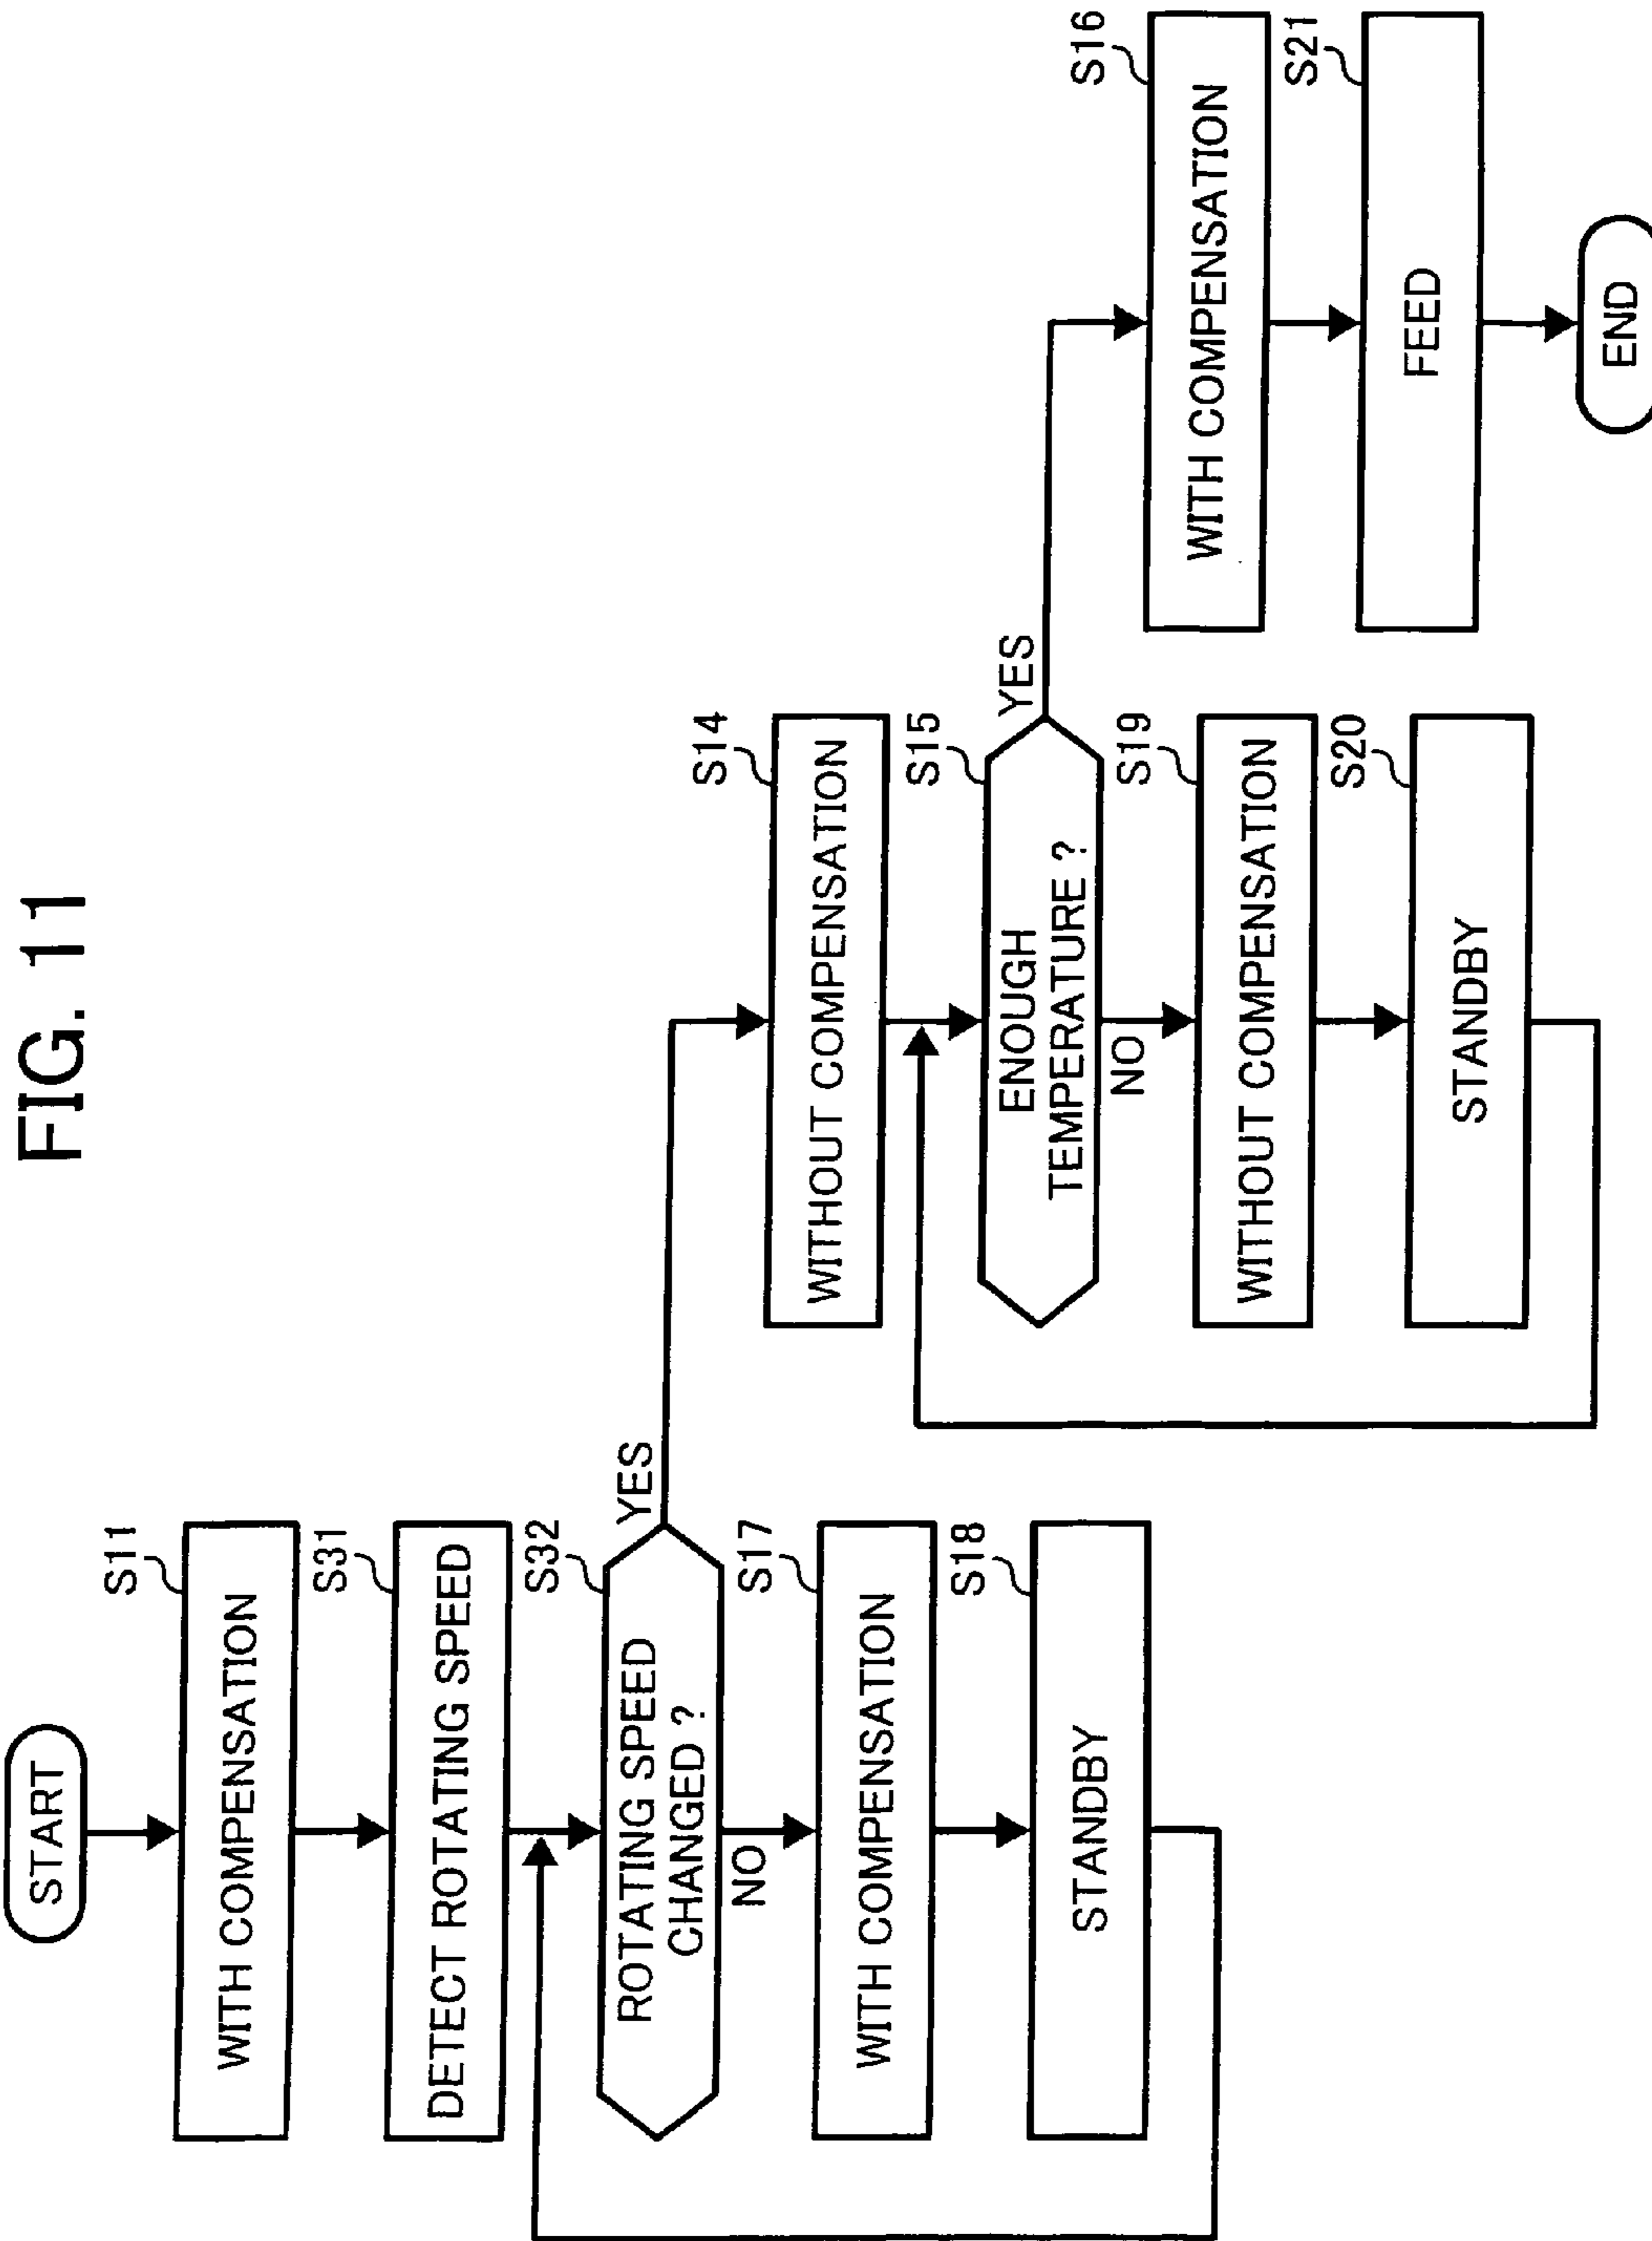 FIG. 11
START
S11
WITH COMPENSATION
S31
DETECT ROTATING SPEED
S32
ROTATING SPEED
CHANGED ?
YES
NO
S17
WITH COMPENSATION
S18
STANDBY
S14
WITHOUT COMPENSATION
S15
ENOUGH
TEMPERATURE ?
YES
NO
S19
WITHOUT COMPENSATION
S20
STANDBY
S16
WITH COMPENSATION
S21
FEED
END